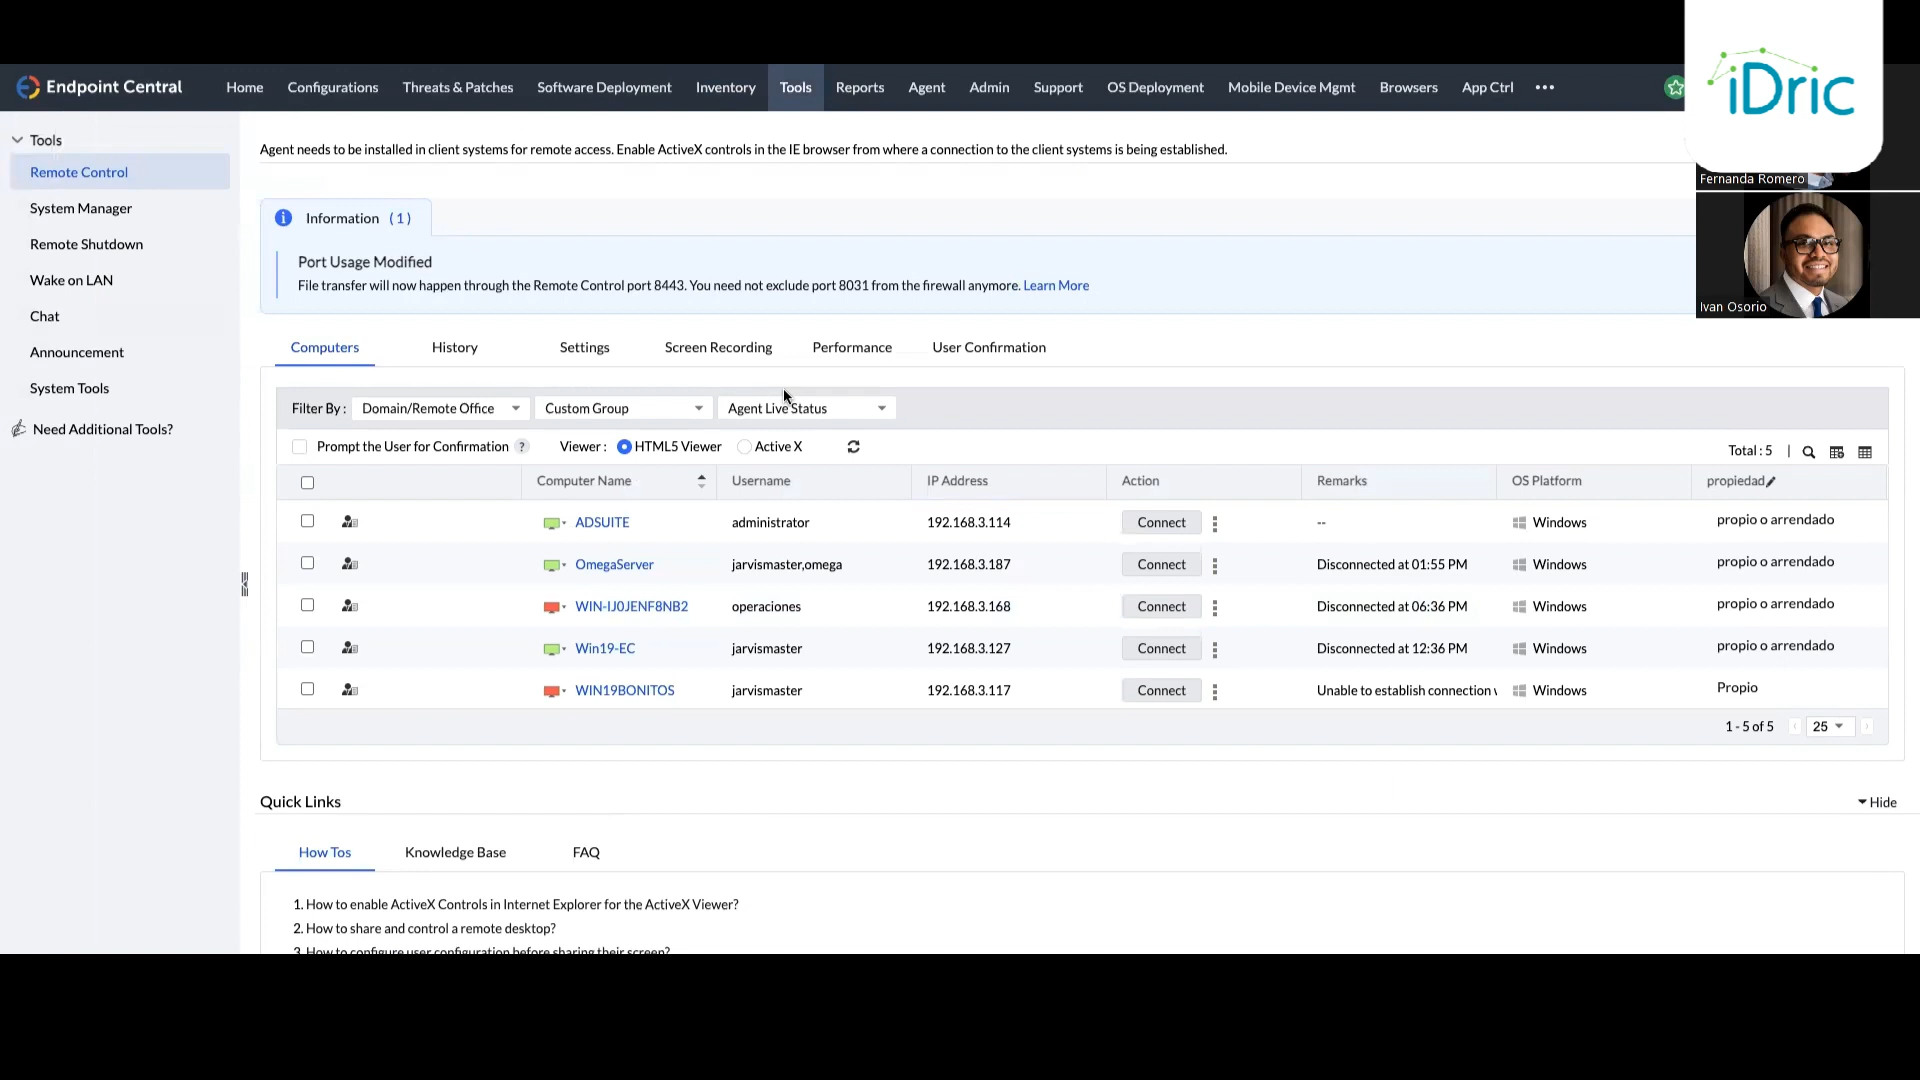 Endpoint Central
Home Configurations Threats & Patches Software Deployment Inventory Tools Reports Agent Admin Support OS Deployment Mobile Device Mgmt Browsers App Ctrl •••
iDric
Fernanda Romero
Ivan Osorio
Tools
Remote Control
System Manager
Remote Shutdown
Wake on LAN
Chat
Announcement
System Tools
Need Additional Tools?
Agent needs to be installed in client systems for remote access. Enable ActiveX controls in the IE browser from where a connection to the client systems is being established.
Information (1)
Port Usage Modified
File transfer will now happen through the Remote Control port 8443. You need not exclude port 8031 from the firewall anymore. Learn More
Computers History Settings Screen Recording Performance User Confirmation
Filter By : Domain/Remote Office Custom Group Agent Live Status
Prompt the User for Confirmation ? Viewer : HTML5 Viewer Active X
Total : 5
Computer Name Username IP Address Action Remarks OS Platform propiedad
ADSUITE administrator 192.168.3.114 Connect -- Windows propio o arrendado
OmegaServer jarvismaster,omega 192.168.3.187 Connect Disconnected at 01:55 PM Windows propio o arrendado
WIN-IJ0JENF8NB2 operaciones 192.168.3.168 Connect Disconnected at 06:36 PM Windows propio o arrendado
Win19-EC jarvismaster 192.168.3.127 Connect Disconnected at 12:36 PM Windows propio o arrendado
WIN19BONITOS jarvismaster 192.168.3.117 Connect Unable to establish connection Windows Propio
1 - 5 of 5 25
Quick Links
Hide
How Tos Knowledge Base FAQ
1. How to enable ActiveX Controls in Internet Explorer for the ActiveX Viewer?
2. How to share and control a remote desktop?
3. How to configure user configuration before sharing their screen?